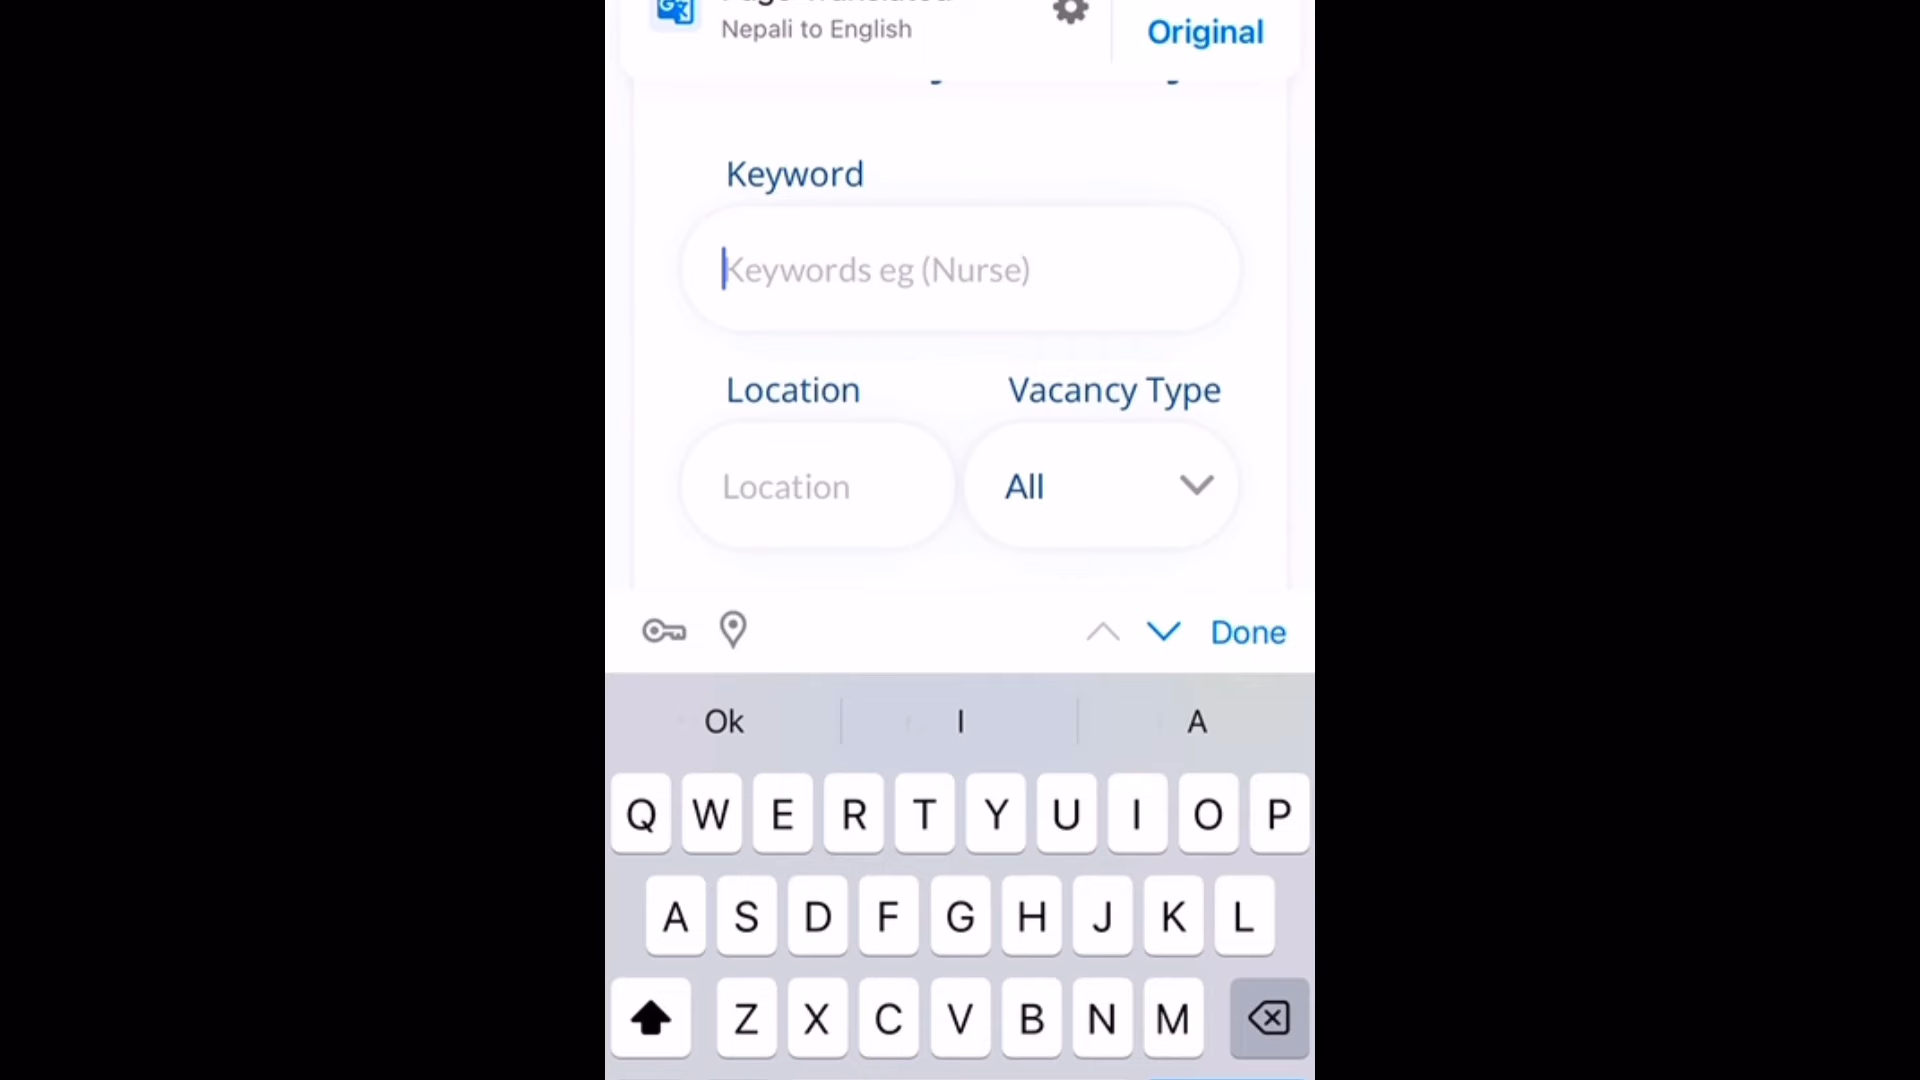 Nepali to English
Original
Keyword
Keywords eg (Nurse)
Location
Vacancy Type
Location
All
Done
Ok
I
A
Q W E R T Y U I O P
A S D F G H J K L
Z X C V B N M